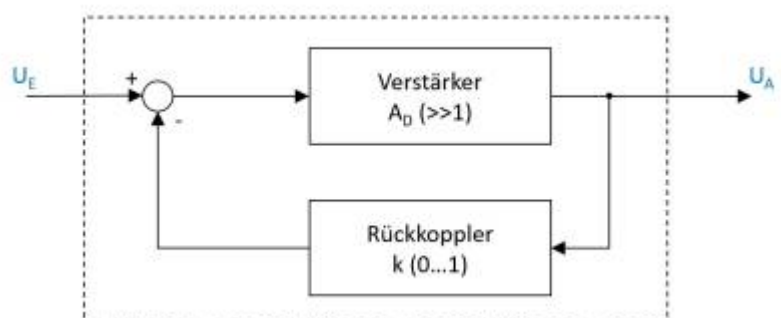 U_E
+
-
Verstärker
A_D (>>1)
U_A
Rückkoppler
k (0...1)